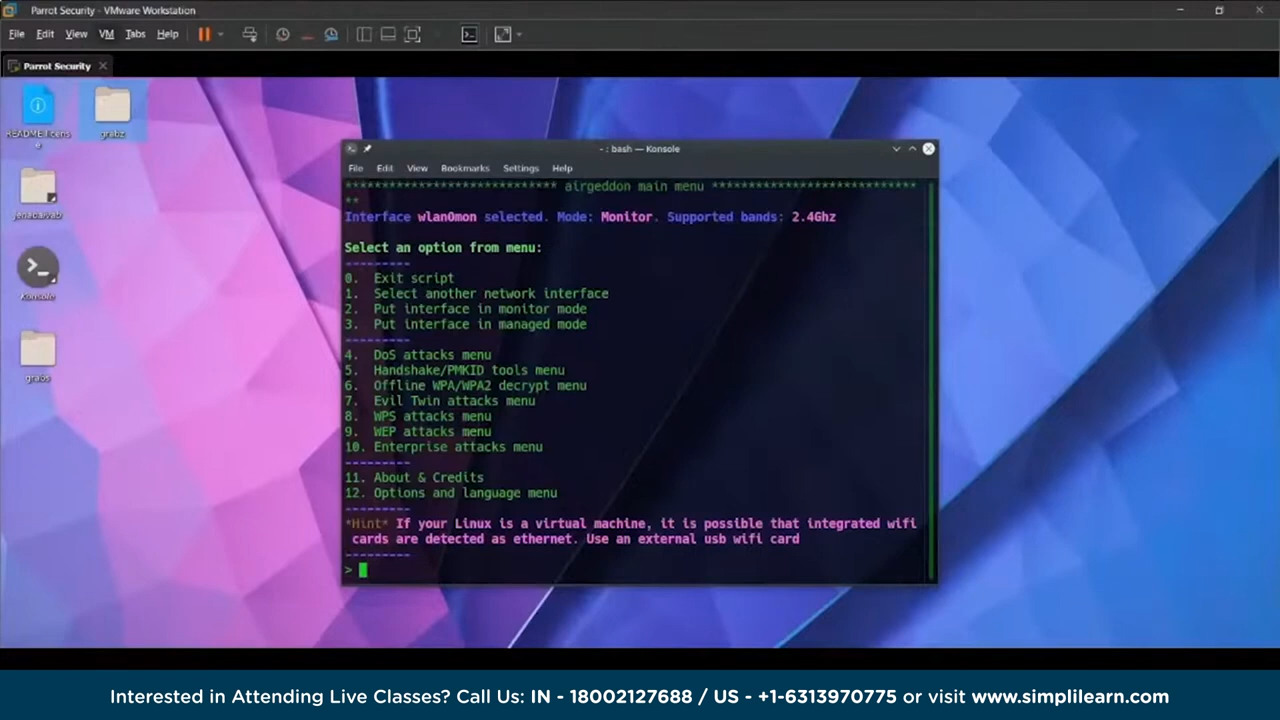 Parrot Security - VMware Workstation
File Edit View VM Tabs Help
Parrot Security
README.license
grabz
Konsole
grabs
- : bash — Konsole
File Edit View Bookmarks Settings Help
***************************** airgeddon main menu ******************************
Interface wlan0mon selected. Mode: Monitor. Supported bands: 2.4Ghz
Select an option from menu:
---------
0. Exit script
1. Select another network interface
2. Put interface in monitor mode
3. Put interface in managed mode
---------
4. DoS attacks menu
5. Handshake/PMKID tools menu
6. Offline WPA/WPA2 decrypt menu
7. Evil Twin attacks menu
8. WPS attacks menu
9. WEP attacks menu
10. Enterprise attacks menu
---------
11. About & Credits
12. Options and language menu
---------
*Hint* If your Linux is a virtual machine, it is possible that integrated wifi
cards are detected as ethernet. Use an external usb wifi card
---------
>
Interested in Attending Live Classes? Call Us: IN - 18002127688 / US - +1-6313970775 or visit www.simplilearn.com